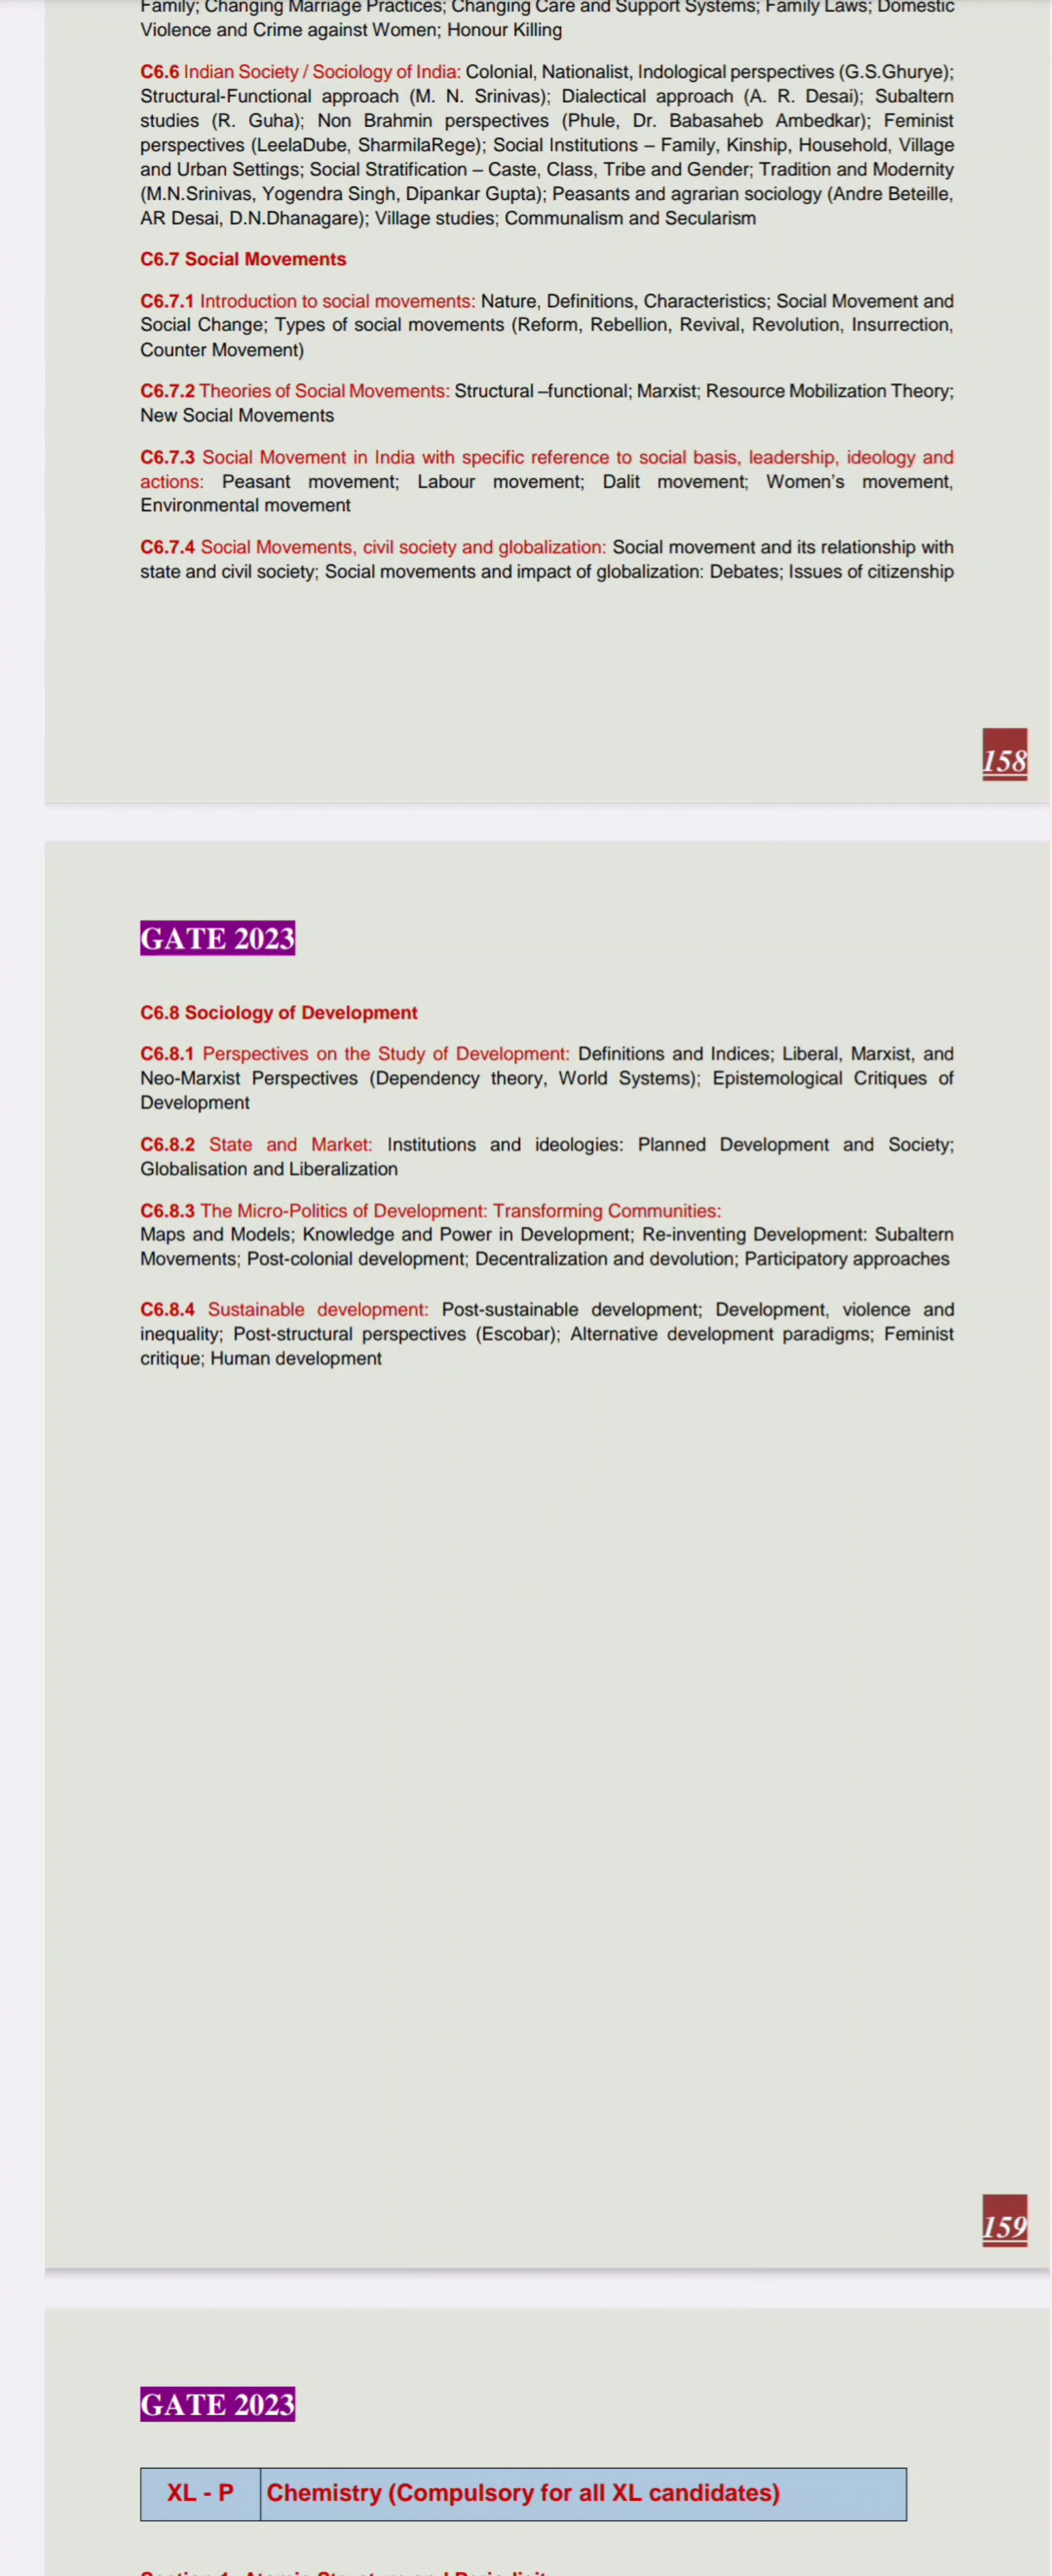 Family; Changing Marriage Practices; Changing Care and Support Systems; Family Laws; Domestic
Violence and Crime against Women; Honour Killing
C6.6 Indian Society / Sociology of India: Colonial, Nationalist, Indological perspectives (G.S.Ghurye);
Structural-Functional approach (M. N. Srinivas); Dialectical approach (A. R. Desai); Subaltern
studies (R. Guha); Non Brahmin perspectives (Phule, Dr. Babasaheb Ambedkar); Feminist
perspectives (LeelaDube, SharmilaRege); Social Institutions – Family, Kinship, Household, Village
and Urban Settings; Social Stratification – Caste, Class, Tribe and Gender; Tradition and Modernity
(M.N.Srinivas, Yogendra Singh, Dipankar Gupta); Peasants and agrarian sociology (Andre Beteille,
AR Desai, D.N.Dhanagare); Village studies; Communalism and Secularism
C6.7 Social Movements
C6.7.1 Introduction to social movements: Nature, Definitions, Characteristics; Social Movement and
Social Change; Types of social movements (Reform, Rebellion, Revival, Revolution, Insurrection,
Counter Movement)
C6.7.2 Theories of Social Movements: Structural –functional; Marxist; Resource Mobilization Theory;
New Social Movements
C6.7.3 Social Movement in India with specific reference to social basis, leadership, ideology and
actions: Peasant movement; Labour movement; Dalit movement; Women's movement,
Environmental movement
C6.7.4 Social Movements, civil society and globalization: Social movement and its relationship with
state and civil society; Social movements and impact of globalization: Debates; Issues of citizenship
158
GATE 2023
C6.8 Sociology of Development
C6.8.1 Perspectives on the Study of Development: Definitions and Indices; Liberal, Marxist, and
Neo-Marxist Perspectives (Dependency theory, World Systems); Epistemological Critiques of
Development
C6.8.2 State and Market: Institutions and ideologies: Planned Development and Society;
Globalisation and Liberalization
C6.8.3 The Micro-Politics of Development: Transforming Communities:
Maps and Models; Knowledge and Power in Development; Re-inventing Development: Subaltern
Movements; Post-colonial development; Decentralization and devolution; Participatory approaches
C6.8.4 Sustainable development: Post-sustainable development; Development, violence and
inequality; Post-structural perspectives (Escobar); Alternative development paradigms; Feminist
critique; Human development
159
GATE 2023
XL - P Chemistry (Compulsory for all XL candidates)